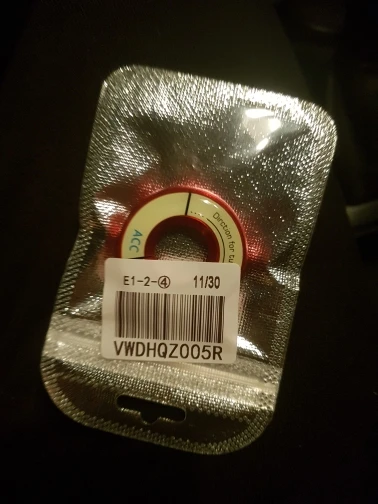 ACC
Direction for
E1-2-④ 11/30
VWDHQZ005R